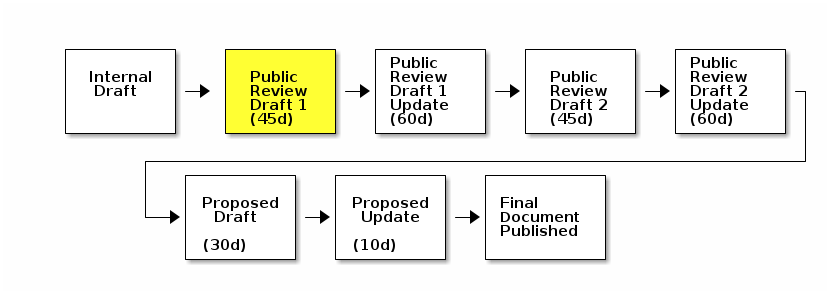 Internal
Draft
Public
Review
Draft 1
(45d)
Public
Review
Draft 1
Update
(60d)
Public
Review
Draft 2
(45d)
Public
Review
Draft 2
Update
(60d)
Proposed
Draft
(30d)
Proposed
Update
(10d)
Final
Document
Published